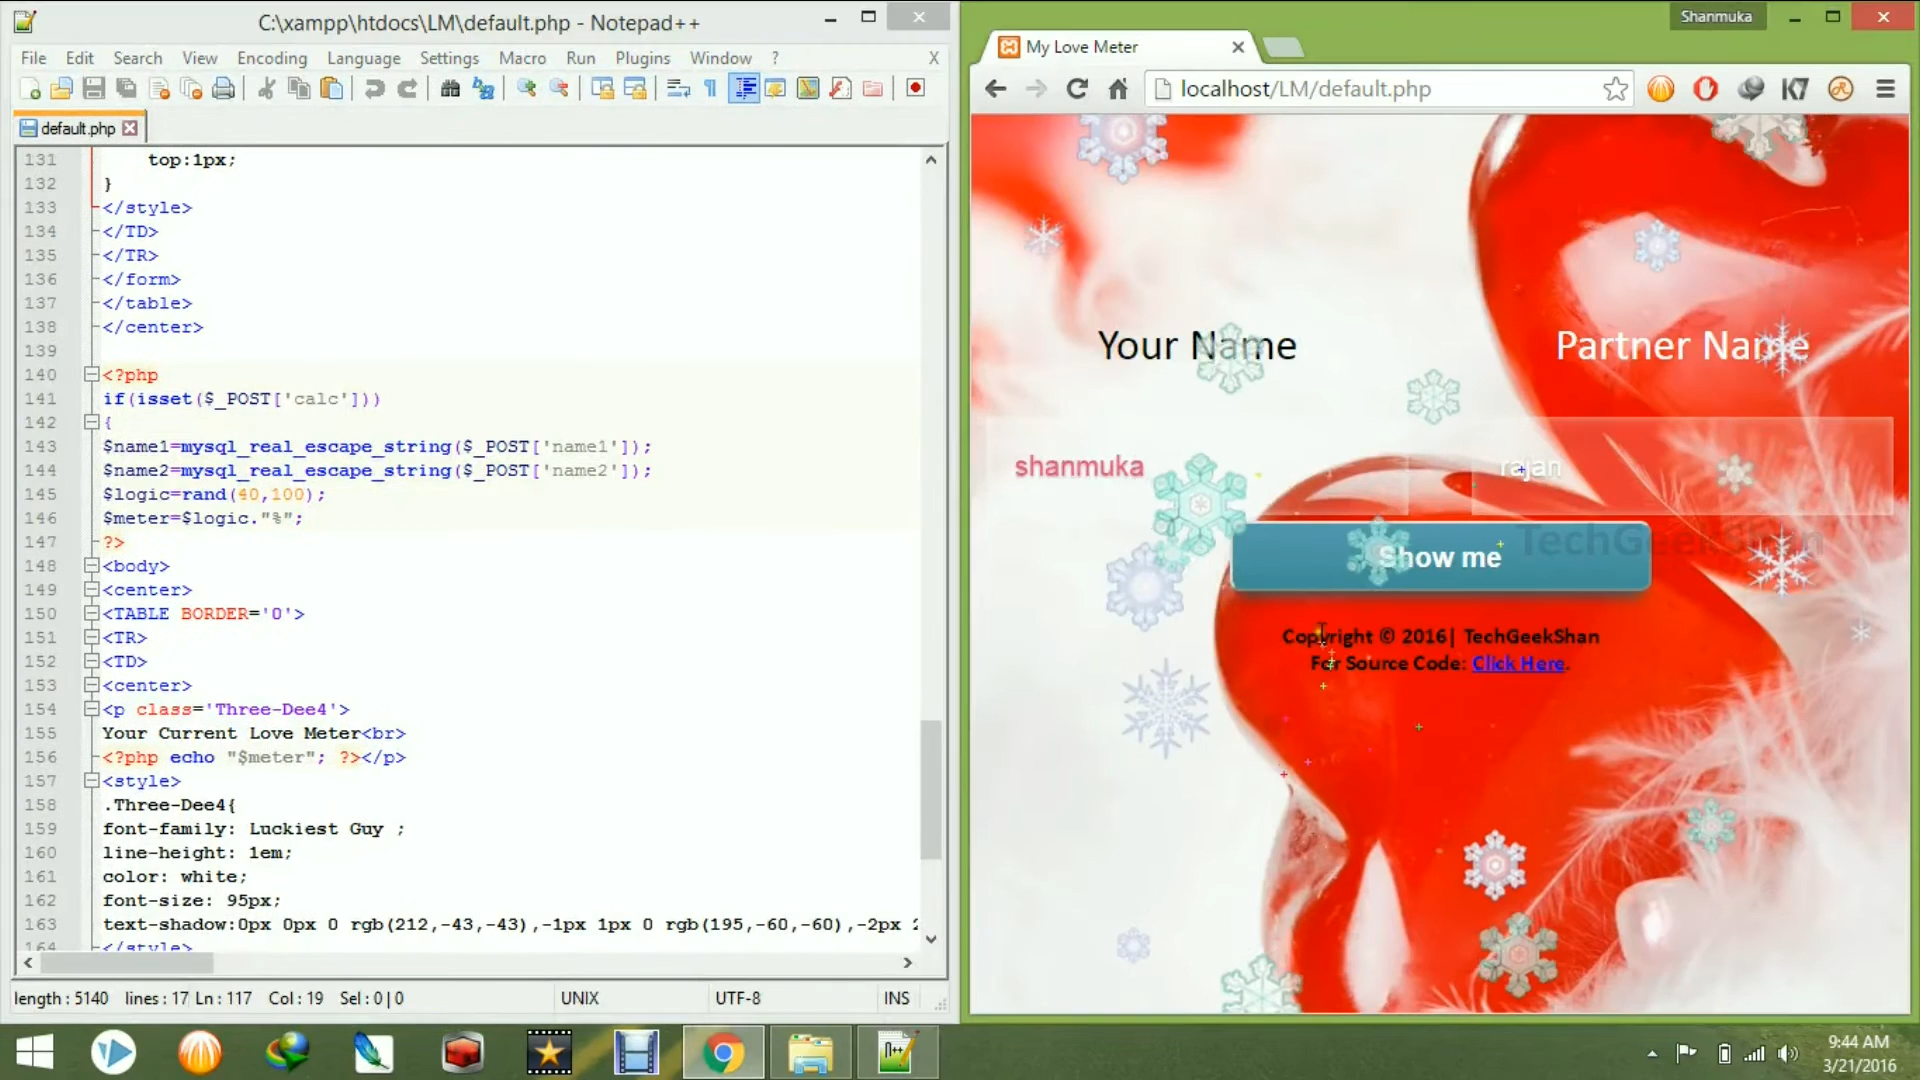 C:\xampp\htdocs\LM\default.php - Notepad++
File Edit Search View Encoding Language Settings Macro Run Plugins Window ? X
default.php
131 top:1px;
132 }
133 </style>
134 </TD>
135 </TR>
136 </form>
137 </table>
138 </center>
139
140 <?php
141 if(isset($_POST['calc']))
142 {
143 $name1=mysql_real_escape_string($_POST['name1']);
144 $name2=mysql_real_escape_string($_POST['name2']);
145 $logic=rand(40,100);
146 $meter=$logic."%";
147 ?>
148 <body>
149 <center>
150 <TABLE BORDER='0'>
151 <TR>
152 <TD>
153 <center>
154 <p class='Three-Dee4'>
155 Your Current Love Meter<br>
156 <?php echo "$meter"; ?></p>
157 <style>
158 .Three-Dee4{
159 font-family: Luckiest Guy ;
160 line-height: 1em;
161 color: white;
162 font-size: 95px;
163 text-shadow:0px 0px 0 rgb(212,-43,-43),-1px 1px 0 rgb(195,-60,-60),-2px 2
164 </style>
length : 5140 lines : 17 Ln : 117 Col : 19 Sel : 0 | 0 UNIX UTF-8 INS
Shanmuka
My Love Meter
localhost/LM/default.php
K7
Your Name Partner Name
shanmuka rajan
Show me
TechGeekShan
Copyright © 2016| TechGeekShan
For Source Code: Click Here.
9:44 AM
3/21/2016